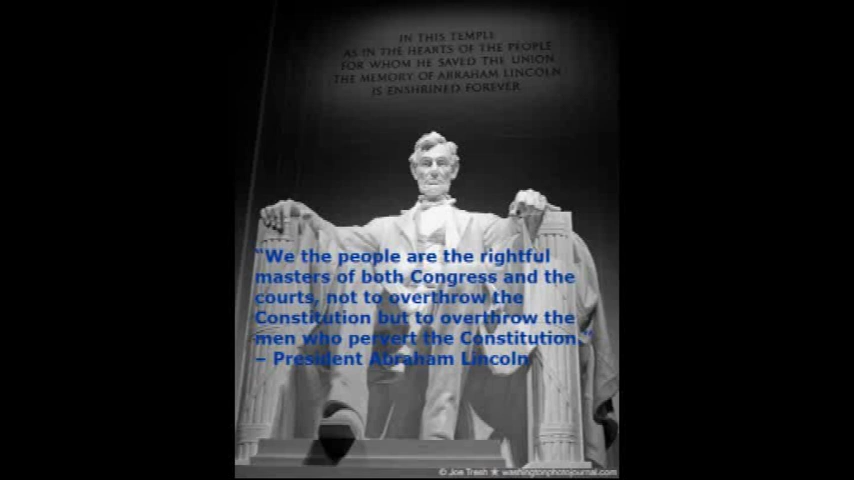 IN THIS TEMPLE
AS IN THE HEARTS OF THE PEOPLE
FOR WHOM HE SAVED THE UNION
THE MEMORY OF ABRAHAM LINCOLN
IS ENSHRINED FOREVER
“We the people are the rightful
masters of both Congress and the
courts, not to overthrow the
Constitution but to overthrow the
men who pervert the Constitution.”
– President Abraham Lincoln
© Joe Tresh ★ washingtonphotojournal.com